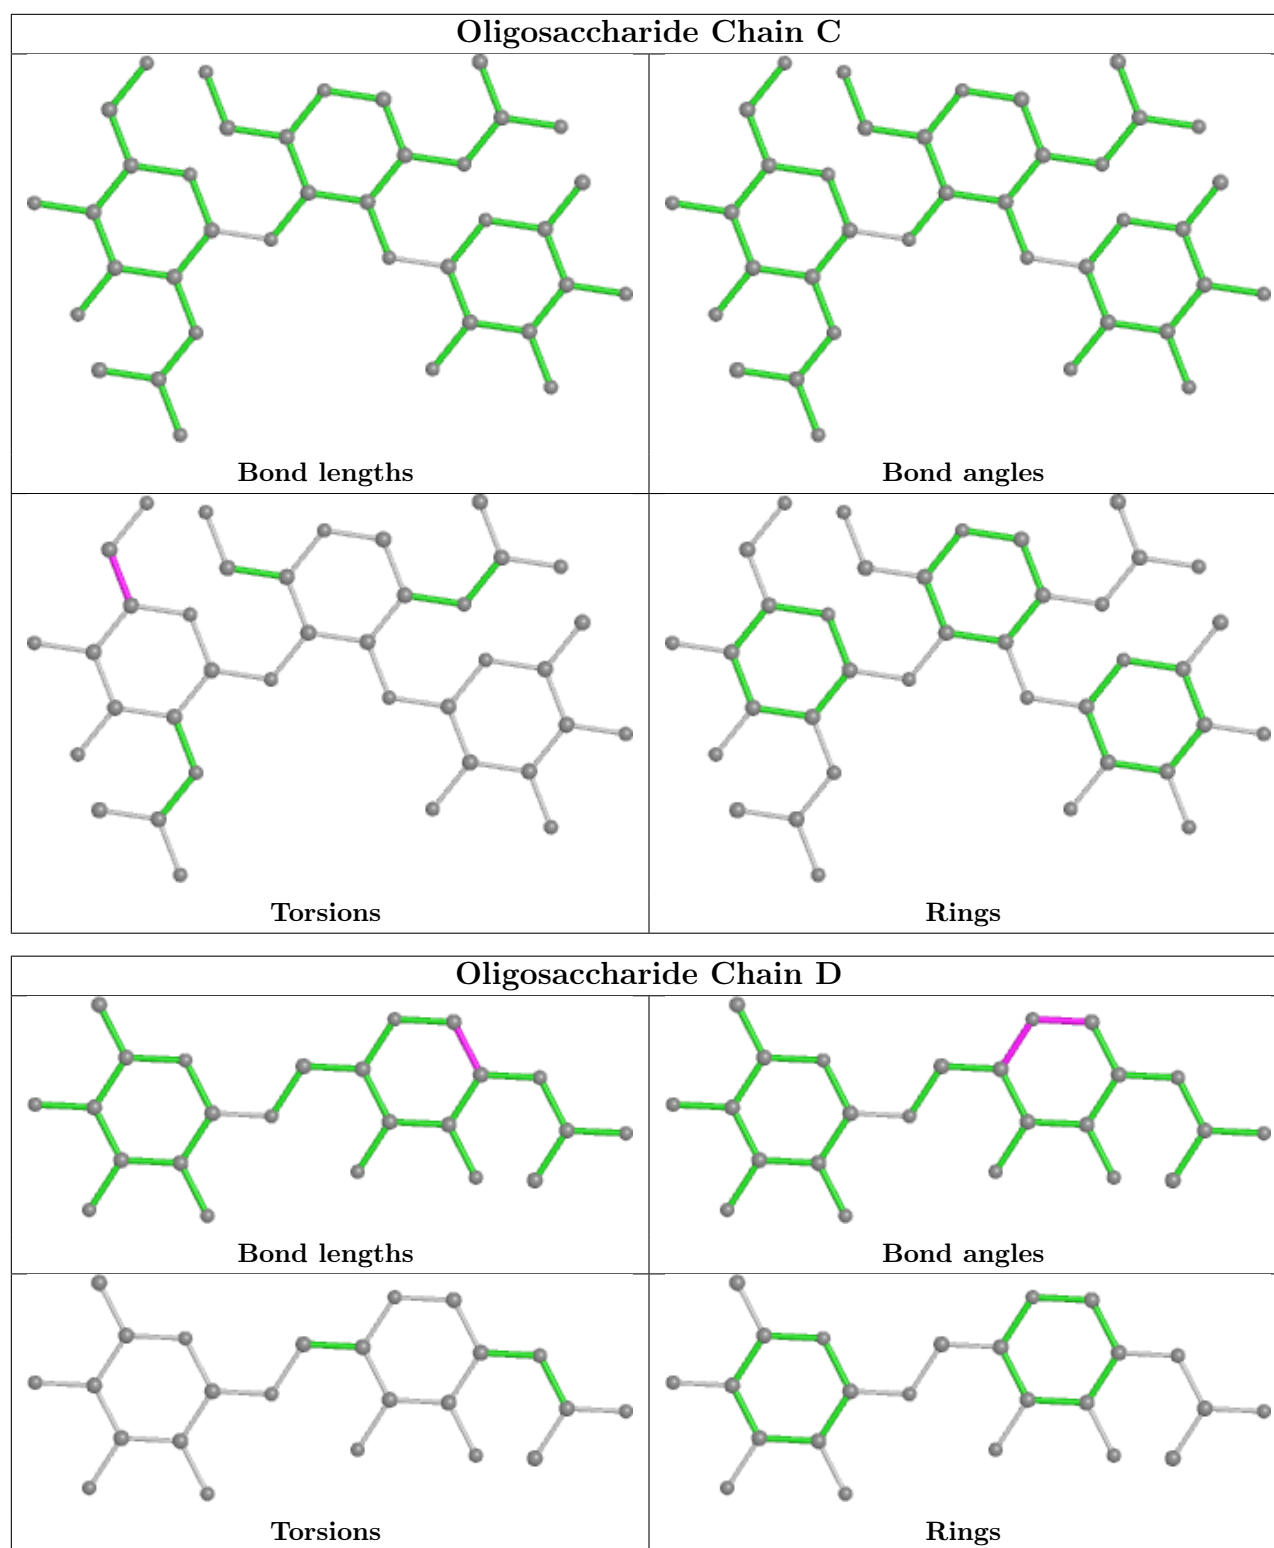 Oligosaccharide Chain C
Bond lengths
Bond angles
Torsions
Rings
Oligosaccharide Chain D
Bond lengths
Bond angles
Torsions
Rings